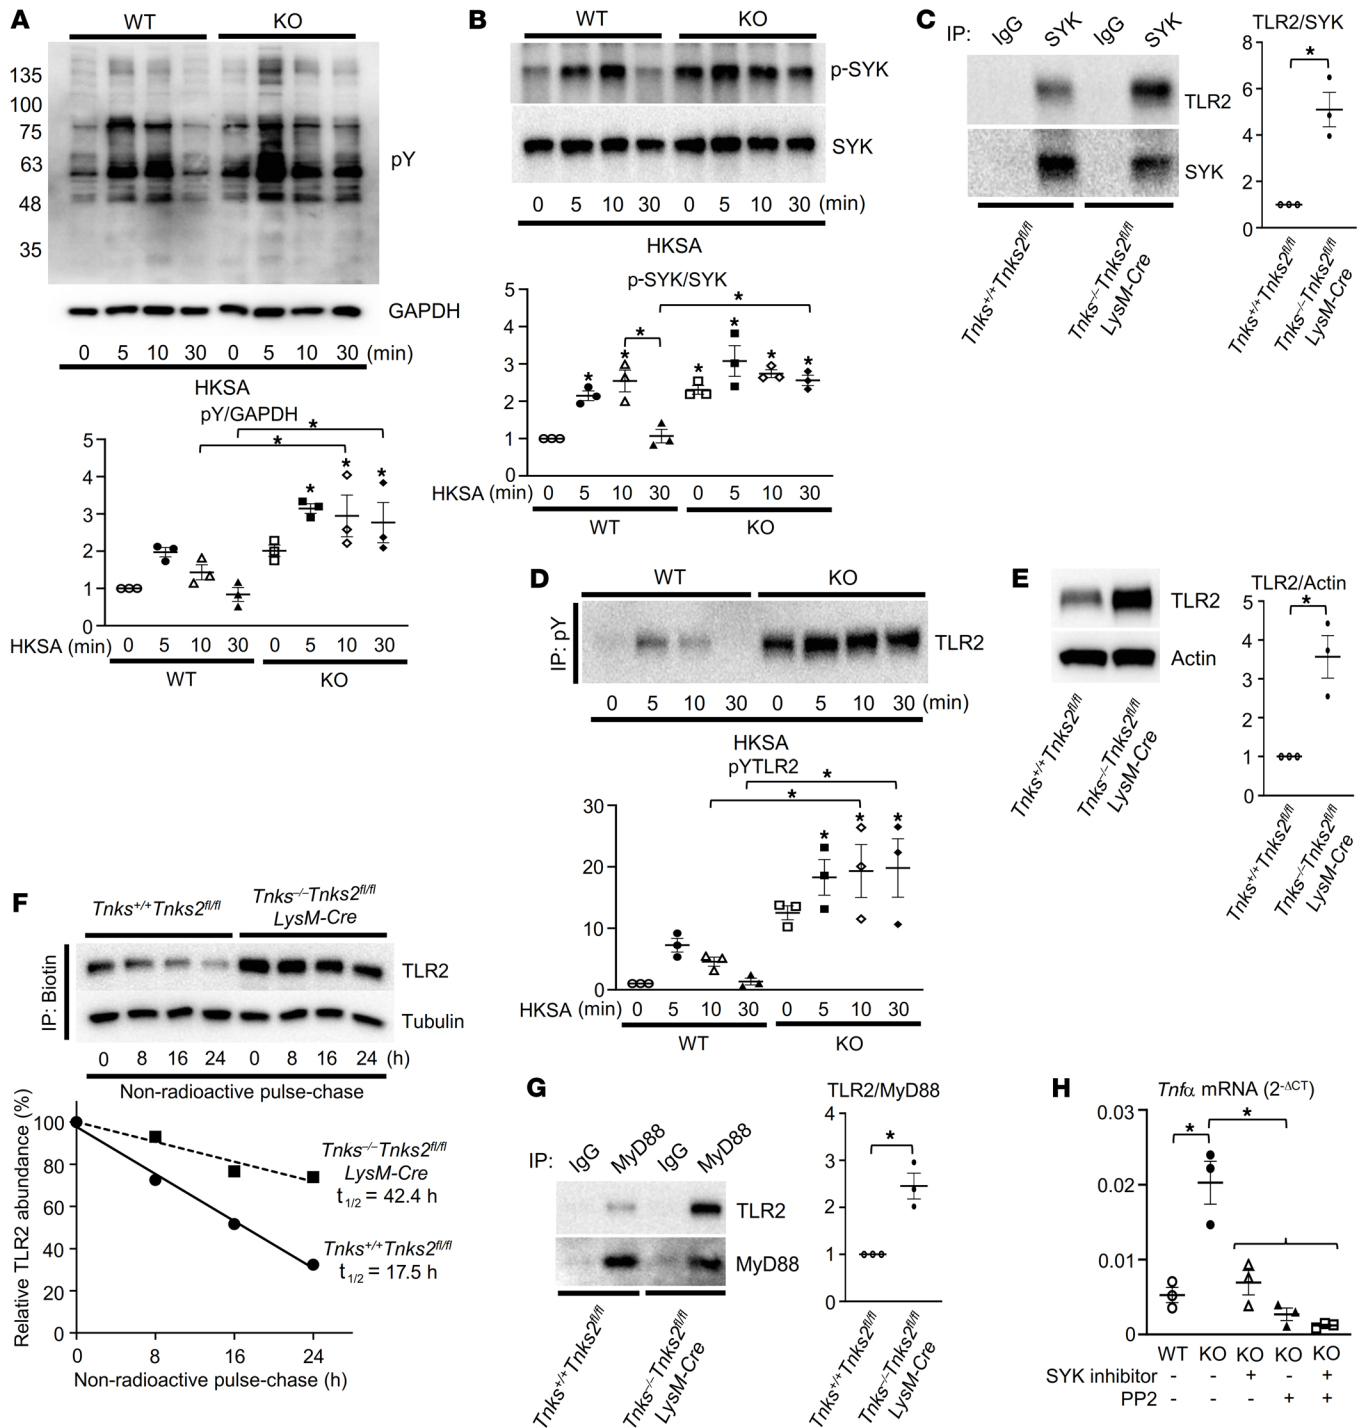 A
WT KO
135
100
75
63
48
35
pY
GAPDH
0 5 10 30 0 5 10 30 (min)
HKSA
pY/GAPDH
5
4
3
2
1
0
* * * * *
HKSA (min) 0 5 10 30 0 5 10 30
WT KO
B
WT KO
p-SYK
SYK
0 5 10 30 0 5 10 30 (min)
HKSA
p-SYK/SYK
5
4
3
2
1
0
* * * * * * * *
HKSA (min) 0 5 10 30 0 5 10 30
WT KO
C
IP: IgG SYK IgG SYK
TLR2
SYK
Tnks+/+Tnks2fl/fl
Tnks–/–Tnks2fl/fl
LysM-Cre
TLR2/SYK
8
6
4
2
0
*
Tnks+/+Tnks2fl/fl
Tnks–/–Tnks2fl/fl
LysM-Cre
D
WT KO
IP: pY
TLR2
0 5 10 30 0 5 10 30 (min)
HKSA
pYTLR2
30
20
10
0
* * * * *
HKSA (min) 0 5 10 30 0 5 10 30
WT KO
E
TLR2
Actin
Tnks+/+Tnks2fl/fl
Tnks–/–Tnks2fl/fl
LysM-Cre
TLR2/Actin
5
4
3
2
1
0
*
Tnks+/+Tnks2fl/fl
Tnks–/–Tnks2fl/fl
LysM-Cre
F
Tnks+/+Tnks2fl/fl
Tnks–/–Tnks2fl/fl
LysM-Cre
IP: Biotin
TLR2
Tubulin
0 8 16 24 0 8 16 24 (h)
Non-radioactive pulse-chase
Relative TLR2 abundance (%)
100
80
60
40
20
0
Tnks–/–Tnks2fl/fl
LysM-Cre
t1/2 = 42.4 h
Tnks+/+Tnks2fl/fl
t1/2 = 17.5 h
0 8 16 24
Non-radioactive pulse-chase (h)
G
IP: IgG MyD88 IgG MyD88
TLR2
MyD88
Tnks+/+Tnks2fl/fl
Tnks–/–Tnks2fl/fl
LysM-Cre
TLR2/MyD88
4
3
2
1
0
*
Tnks+/+Tnks2fl/fl
Tnks–/–Tnks2fl/fl
LysM-Cre
H
Tnfα mRNA (2-ΔCT)
0.03
0.02
0.01
0
* *
WT KO KO KO KO
SYK inhibitor - - + - +
PP2 - - - + +